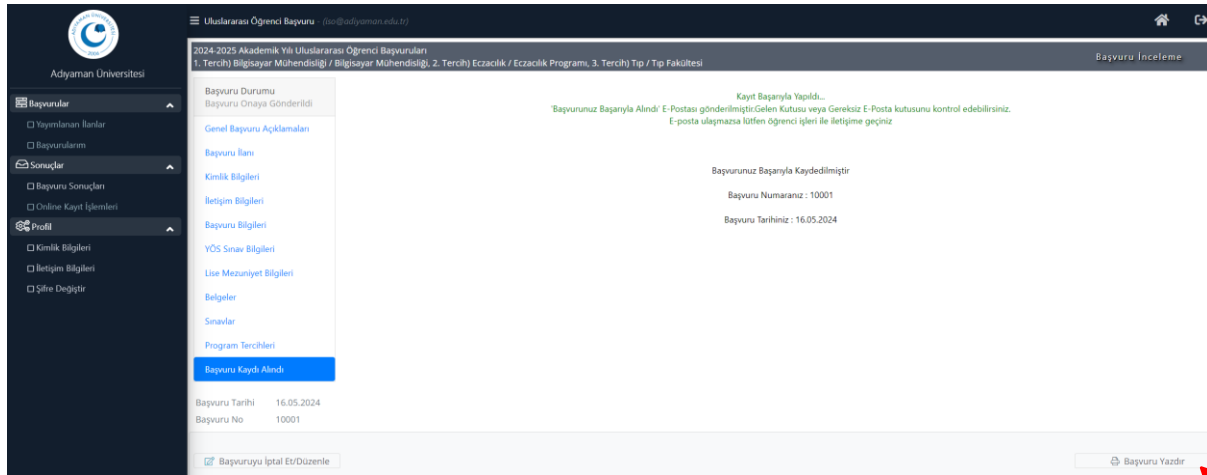 ADIYAMAN ÜNİVERSİTESİ
2006
Adıyaman Üniversitesi
Başvurular
Yayımlanan İlanlar
Başvurularım
Sonuçlar
Başvuru Sonuçları
Online Kayıt İşlemleri
Profil
Kimlik Bilgileri
İletişim Bilgileri
Şifre Değiştir
Uluslararası Öğrenci Başvuru - (iso@adiyaman.edu.tr)
2024-2025 Akademik Yılı Uluslararası Öğrenci Başvuruları
1. Tercih) Bilgisayar Mühendisliği / Bilgisayar Mühendisliği, 2. Tercih) Eczacılık / Eczacılık Programı, 3. Tercih) Tıp / Tıp Fakültesi
Başvuru İnceleme
Başvuru Durumu
Başvuru Onaya Gönderildi
Genel Başvuru Açıklamaları
Başvuru İlanı
Kimlik Bilgileri
İletişim Bilgileri
Başvuru Bilgileri
YÖS Sınav Bilgileri
Lise Mezuniyet Bilgileri
Belgeler
Sınavlar
Program Tercihleri
Başvuru Kaydı Alındı
Başvuru Tarihi 16.05.2024
Başvuru No 10001
Kayıt Başarıyla Yapıldı...
'Başvurunuz Başarıyla Alındı' E-Postası gönderilmiştir.Gelen Kutusu veya Gereksiz E-Posta kutusunu kontrol edebilirsiniz.
E-posta ulaşmazsa lütfen öğrenci işleri ile iletişime geçiniz
Başvurunuz Başarıyla Kaydedilmiştir
Başvuru Numaranız : 10001
Başvuru Tarihiniz : 16.05.2024
Başvuruyu İptal Et/Düzenle
Başvuru Yazdır